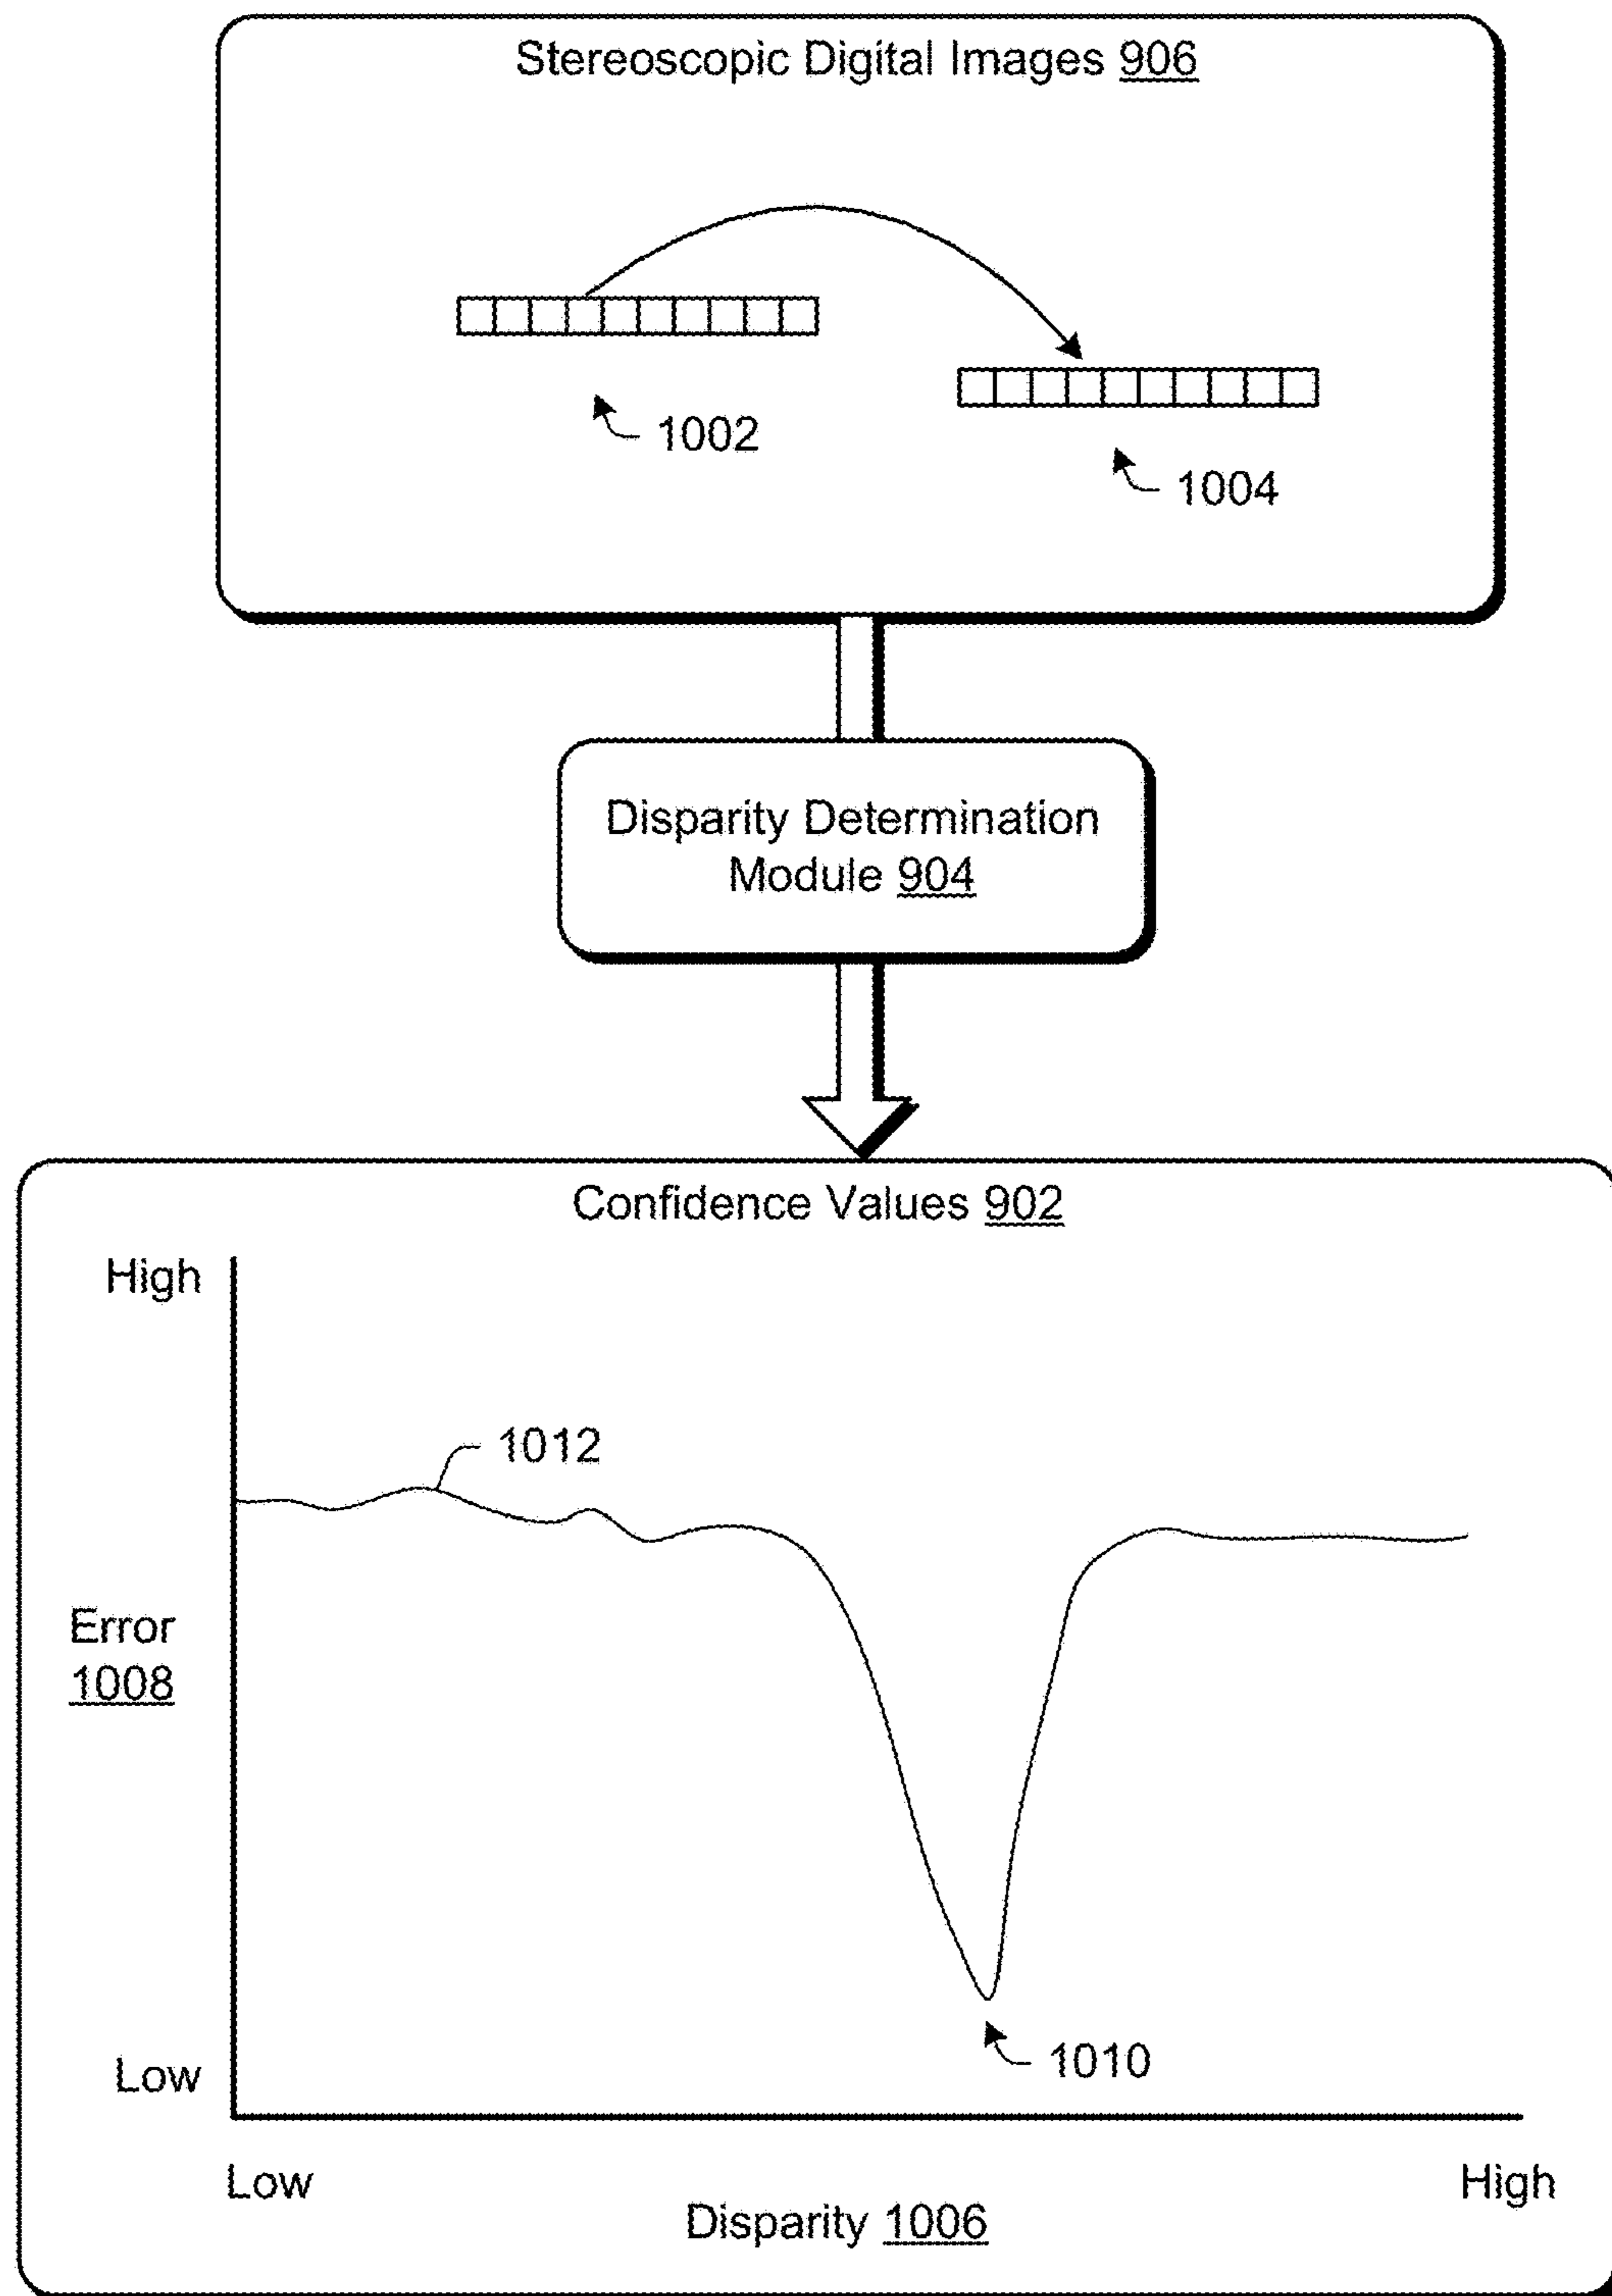 Stereoscopic Digital Images 906
1002
1004
Disparity Determination
Module 904
Confidence Values 902
High
1012
Error
1008
1010
Low
Low
High
Disparity 1006